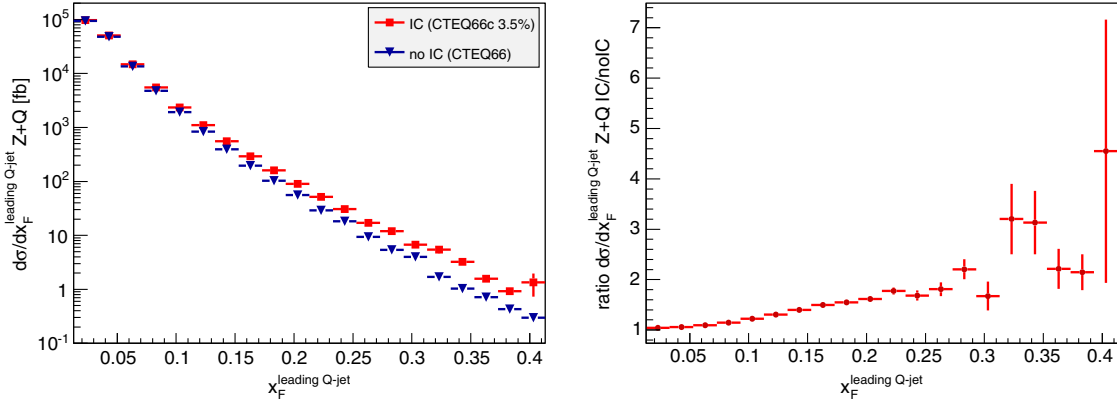 dσ/dx_F^{leading Q-jet} Z+Q [fb]
10^5
10^4
10^3
10^2
10
1
10^{-1}
IC (CTEQ66c 3.5%)
no IC (CTEQ66)
0.05 0.1 0.15 0.2 0.25 0.3 0.35 0.4
x_F^{leading Q-jet}
ratio dσ/dx_F^{leading Q-jet} Z+Q IC/noIC
7
6
5
4
3
2
1
0.05 0.1 0.15 0.2 0.25 0.3 0.35 0.4
x_F^{leading Q-jet}